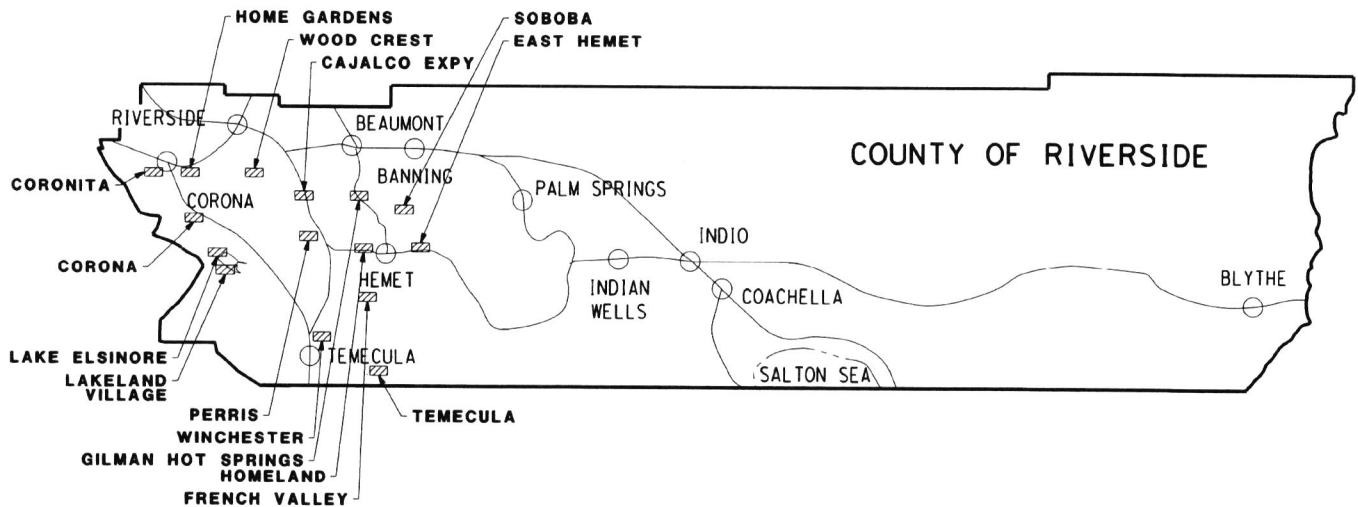 HOME GARDENS
WOOD CREST
CAJALCO EXPY
SOBOBA
EAST HEMET
RIVERSIDE
BEAUMONT
COUNTY OF RIVERSIDE
BANNING
CORONITA
CORONA
PALM SPRINGS
INDIO
CORONA
HEMET
INDIAN
WELLS
COACHELLA
BLYTHE
LAKE ELSINORE
LAKELAND
VILLAGE
TEMECULA
SALTON SEA
PERRIS
WINCHESTER
GILMAN HOT SPRINGS
HOMELAND
FRENCH VALLEY
TEMECULA